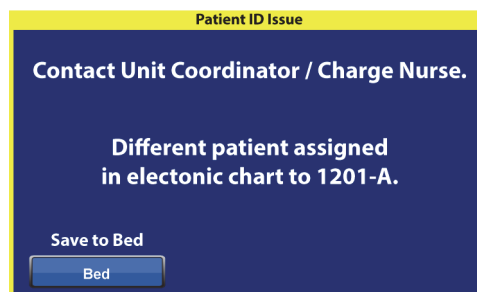 Patient ID Issue
Contact Unit Coordinator / Charge Nurse.
Different patient assigned
in electonic chart to 1201-A.
Save to Bed
Bed